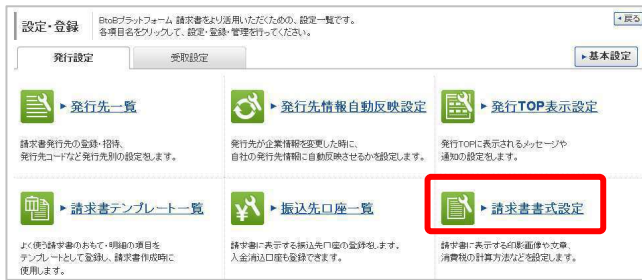 設定・登録
BtoBプラットフォーム 請求書をより活用いただくための、設定一覧です。
各項目名をクリックして、設定・登録・管理を行ってください。
戻る
発行設定
受取設定
基本設定
発行先一覧
発行先情報自動反映設定
発行TOP表示設定
請求書発行先の登録・招待、
発行先コードなど発行先別の設定をします。
発行先が企業情報を変更した時に、
自社の発行先情報に自動反映させるかを設定します。
発行TOPに表示されるメッセージや
通知の設定をします。
請求書テンプレート一覧
振込先口座一覧
請求書書式設定
よく使う請求書のおもて・明細の項目を
テンプレートとして登録し、請求書作成時に
使用します。
請求書に表示する振込先口座の登録をします。
入金消込口座も登録できます。
請求書に表示する印影画像や文章、
消費税の計算方法などを設定します。